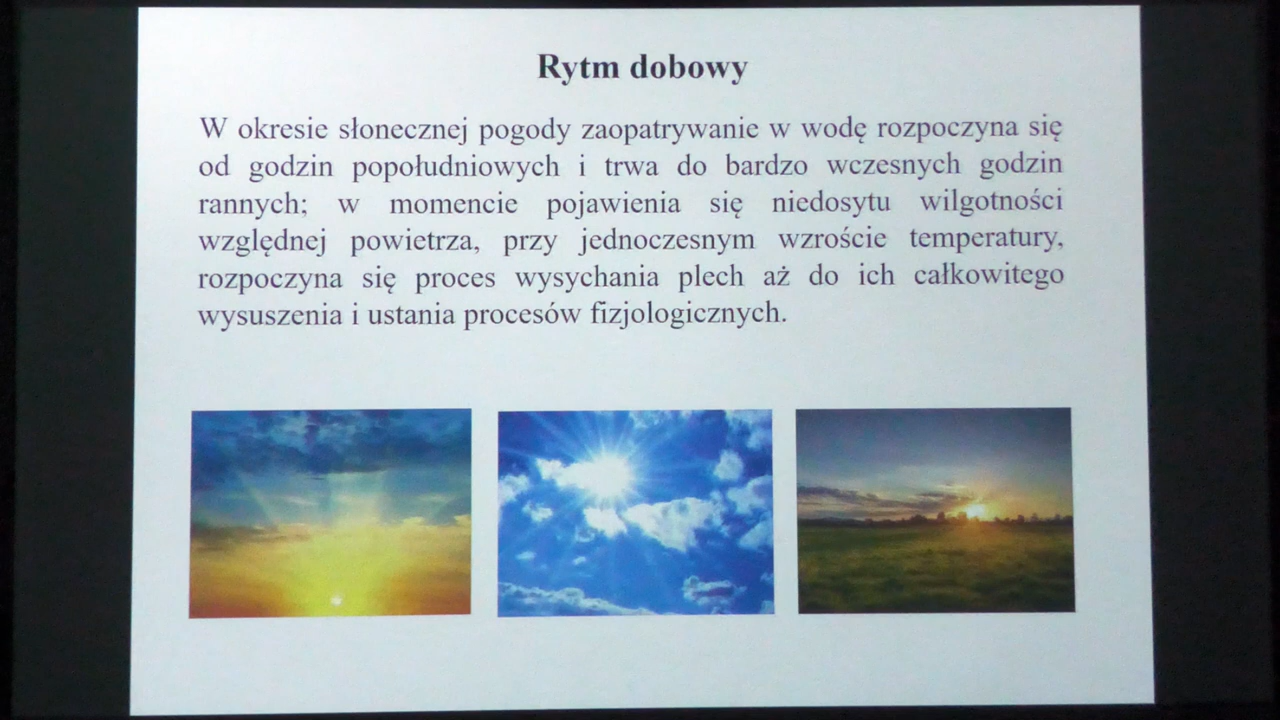 Rytm dobowy
W okresie słonecznej pogody zaopatrywanie w wodę rozpoczyna się
od godzin popołudniowych i trwa do bardzo wczesnych godzin
rannych; w momencie pojawienia się niedosytu wilgotności
względnej powietrza, przy jednoczesnym wzroście temperatury,
rozpoczyna się proces wysychania plech aż do ich całkowitego
wysuszenia i ustania procesów fizjologicznych.